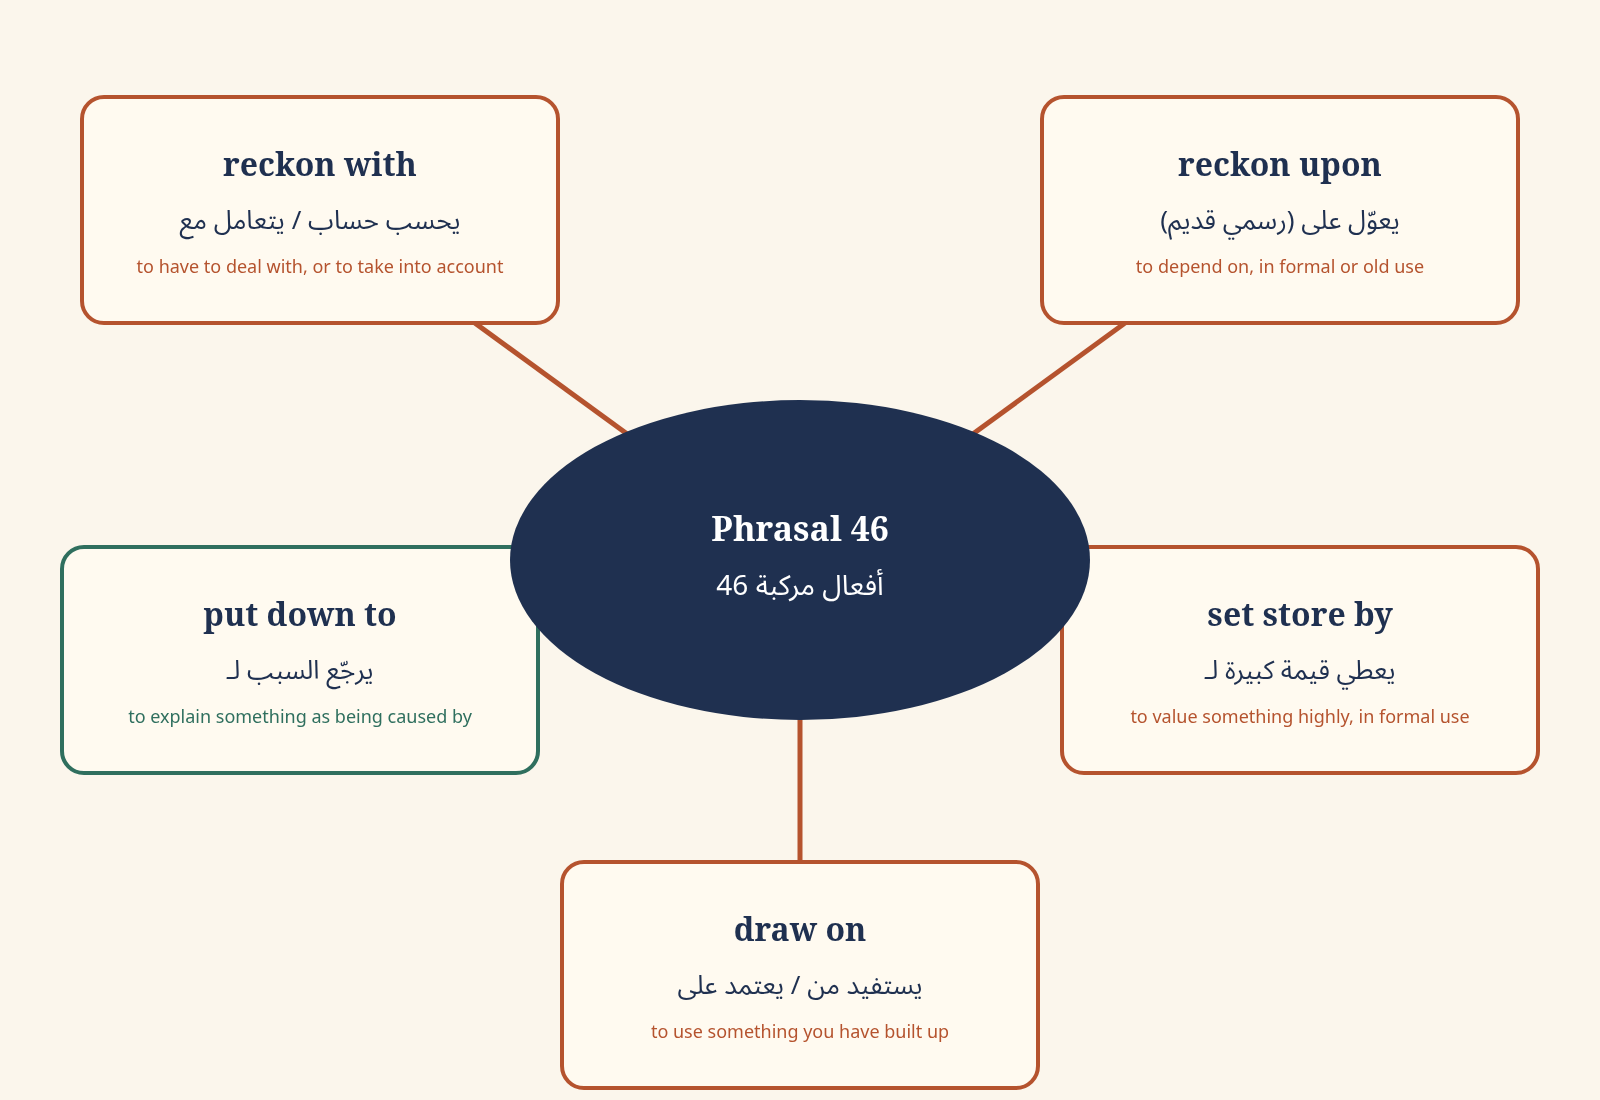 reckon with
يحسب حساب / يتعامل مع
to have to deal with, or to take into account
reckon upon
يعوّل على (رسمي قديم)
to depend on, in formal or old use
Phrasal 46
أفعال مركبة 46
put down to
يرجّع السبب لـ
to explain something as being caused by
set store by
يعطي قيمة كبيرة لـ
to value something highly, in formal use
draw on
يستفيد من / يعتمد على
to use something you have built up